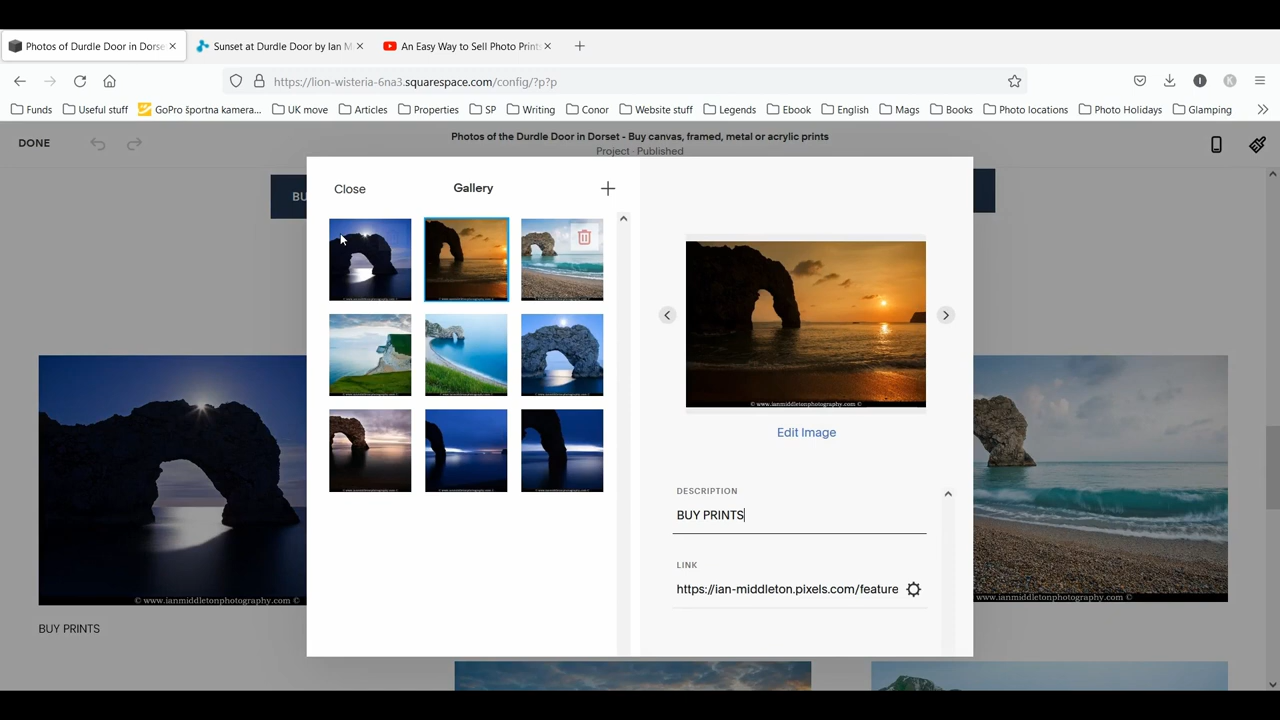 Photos of Durdle Door in Dorse
Sunset at Durdle Door by Ian M
An Easy Way to Sell Photo Print
https://lion-wisteria-6na3.squarespace.com/config/?p?p
Funds
Useful stuff
GoPro športna kamera...
UK move
Articles
Properties
SP
Writing
Conor
Website stuff
Legends
Ebook
English
Mags
Books
Photo locations
Photo Holidays
Glamping
DONE
Photos of the Durdle Door in Dorset - Buy canvas, framed, metal or acrylic prints
Project · Published
BU
Close
Gallery
© www.ianmiddletonphotography.com ©
Edit Image
DESCRIPTION
BUY PRINTS
LINK
https://ian-middleton.pixels.com/feature
© www.ianmiddletonphotography.com ©
nmiddletonphotography.com ©
BUY PRINTS